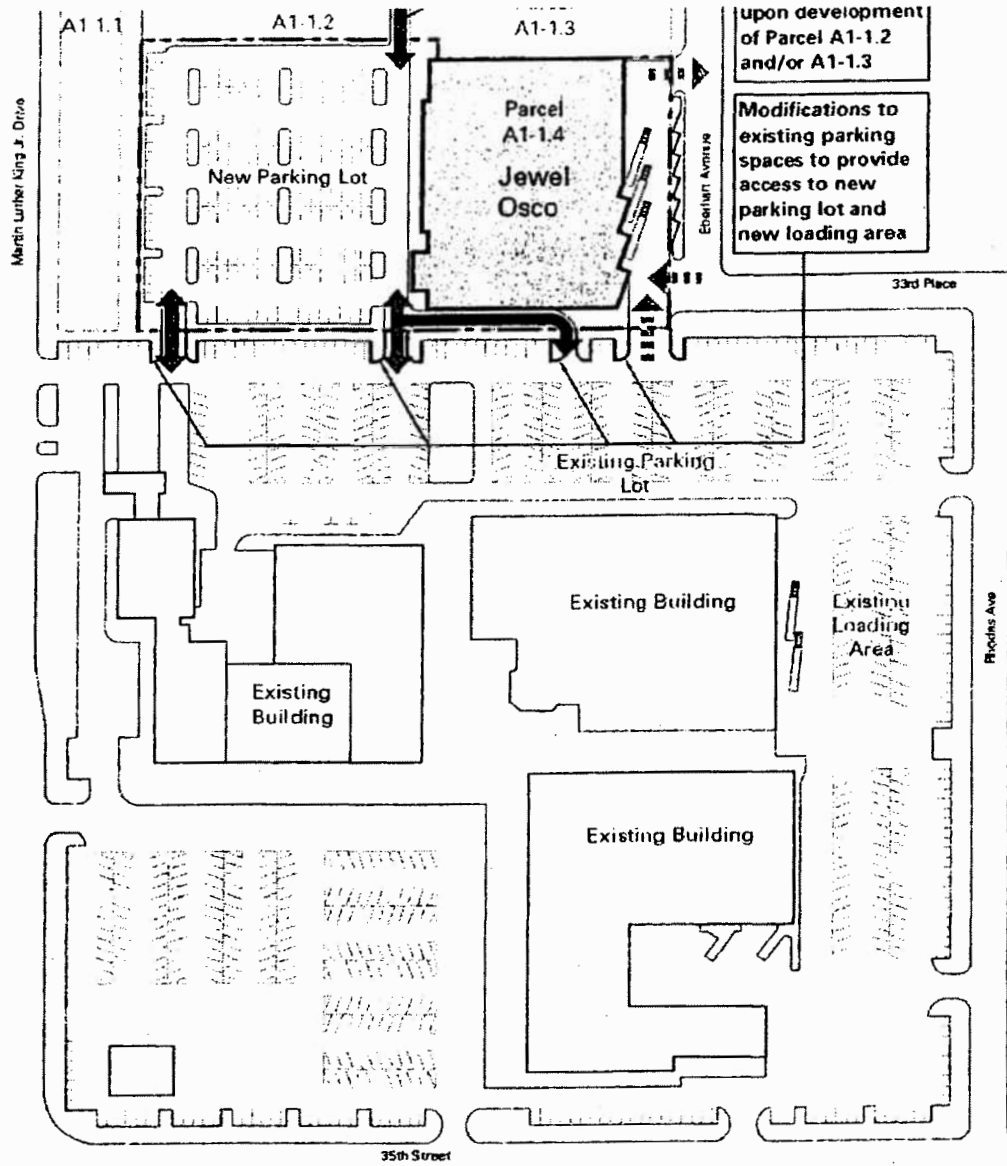 A1 1.1
A1-1.2
A1-1.3
upon development
of Parcel A1-1.2
and/or A1-1.3
Parcel
A1-1.4
Jewel
Osco
New Parking Lot
Modifications to
existing parking
spaces to provide
access to new
parking lot and
new loading area
Martin Luther King Jr. Drive
Eberhart Avenue
33rd Place
Existing Parking
Lot
Existing Building
Existing
Loading
Area
Rhodes Ave
Existing
Building
Existing Building
35th Street